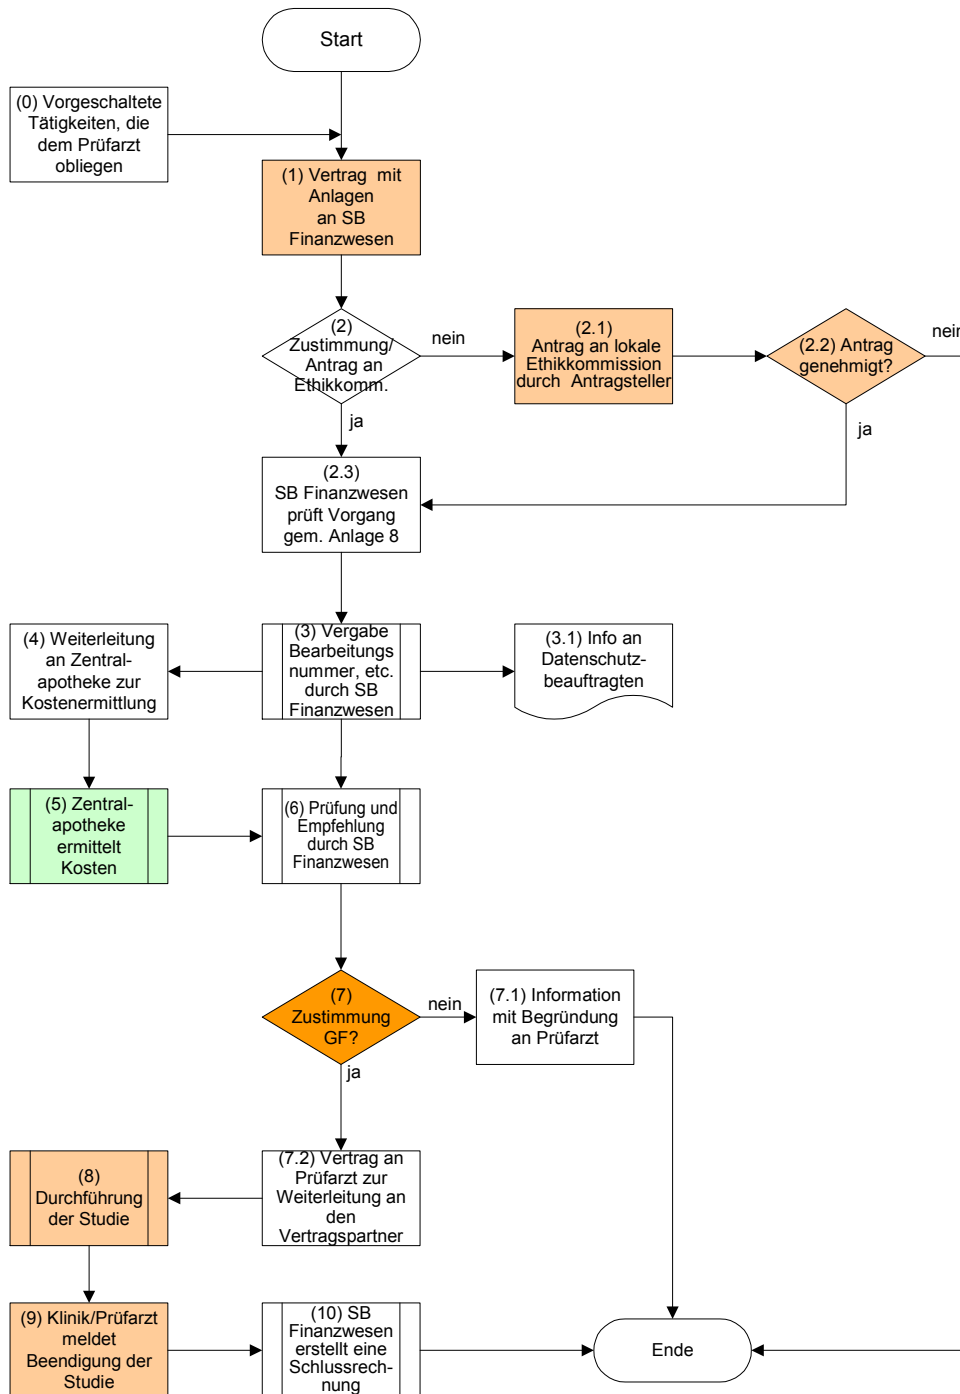 Start
(0) Vorgeschaltete
Tätigkeiten, die
dem Prüfarzt
obliegen
(1) Vertrag mit
Anlagen
an SB
Finanzwesen
(2)
Zustimmung/
Antrag an
Ethikkomm.
nein
(2.1)
Antrag an lokale
Ethikkommission
durch Antragsteller
(2.2) Antrag
genehmigt?
nein
ja
ja
(2.3)
SB Finanzwesen
prüft Vorgang
gem. Anlage 8
(4) Weiterleitung
an Zentral-
apotheke zur
Kostenermittlung
(3) Vergabe
Bearbeitungs
nummer, etc.
durch SB
Finanzwesen
(3.1) Info an
Datenschutz-
beauftragten
(5) Zentral-
apotheke
ermittelt
Kosten
(6) Prüfung und
Empfehlung
durch SB
Finanzwesen
(7)
Zustimmung
GF?
nein
(7.1) Information
mit Begründung
an Prüfarzt
ja
(8)
Durchführung
der Studie
(7.2) Vertrag an
Prüfarzt zur
Weiterleitung an
den
Vertragspartner
(9) Klinik/Prüfarzt
meldet
Beendigung der
Studie
(10) SB
Finanzwesen
erstellt eine
Schlussrech-
nung
Ende